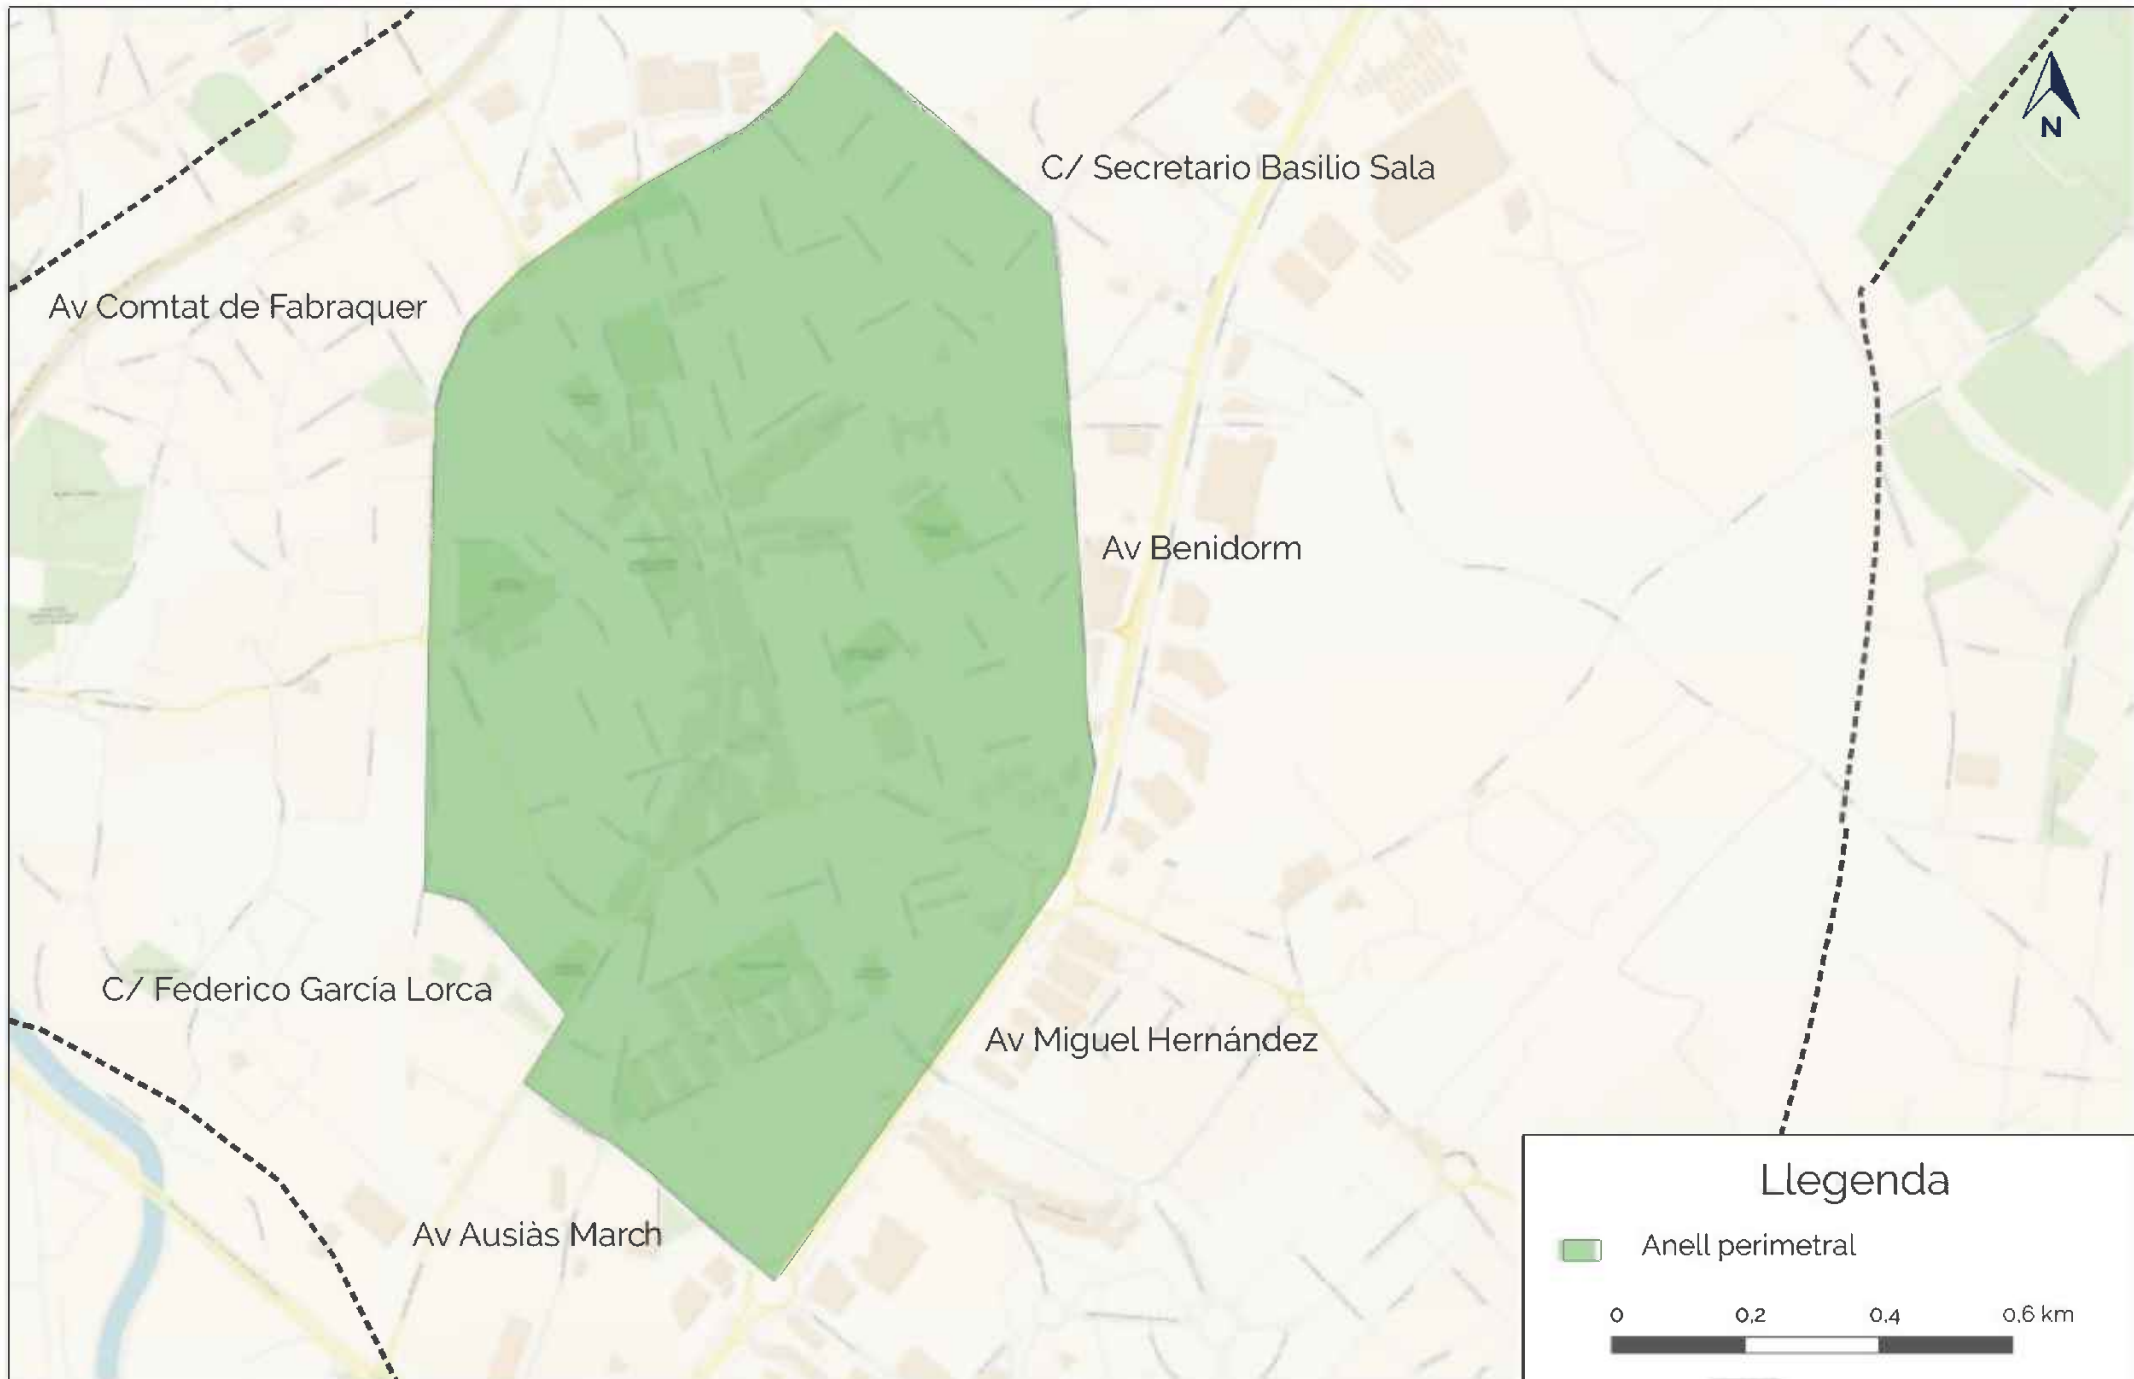 N
C/ Secretario Basilio Sala
Av Comtat de Fabraquer
Av Benidorm
C/ Federico García Lorca
Av Miguel Hernández
Av Ausiàs March
Llegenda
Anell perimetral
0 0,2 0,4 0,6 km